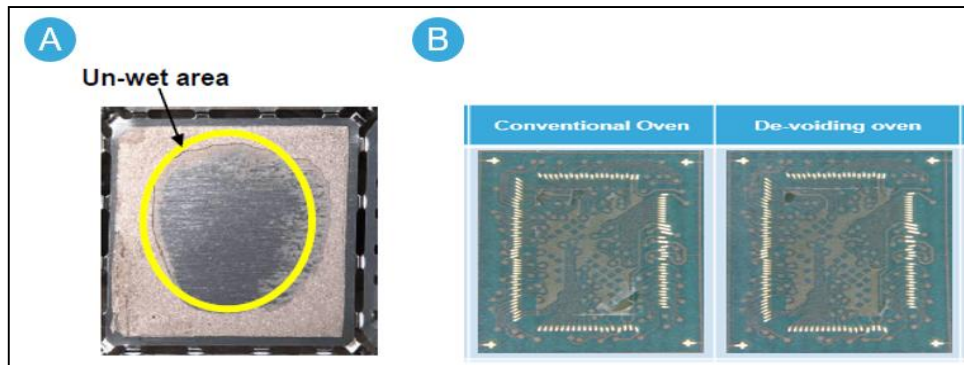 A
B
Un-wet area
Conventional Oven
De-voiding oven